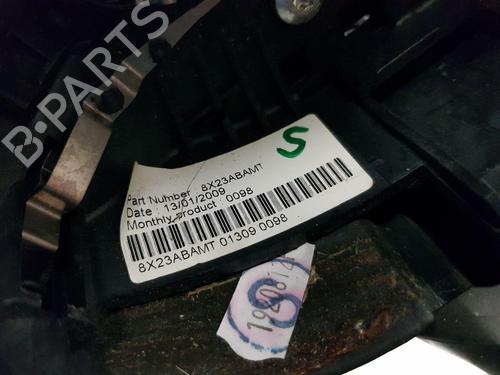 B-PARTS
S
Part Number 8X23ABAMT
Date : 13/01/2009
Monthly product : 0098
8X23ABAMT 01309 0098